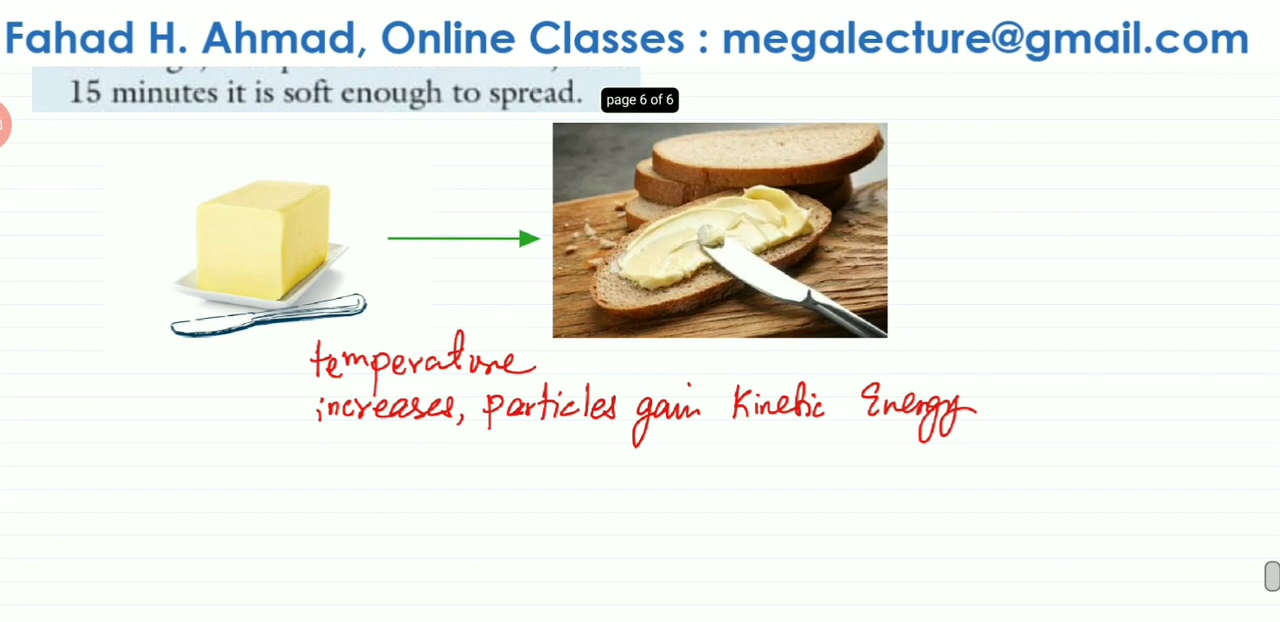 Fahad H. Ahmad, Online Classes : megalecture@gmail.com
15 minutes it is soft enough to spread.
page 6 of 6
temperature
increases, particles gain Kinetic Energy